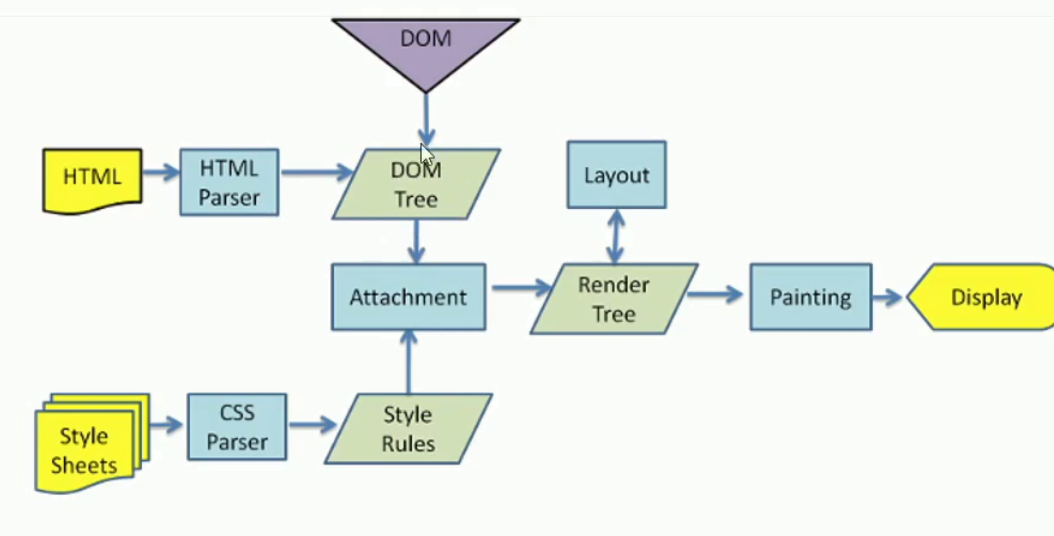 DOM
HTML
HTML
Parser
DOM
Tree
Layout
Attachment
Render
Tree
Painting
Display
Style
Sheets
CSS
Parser
Style
Rules